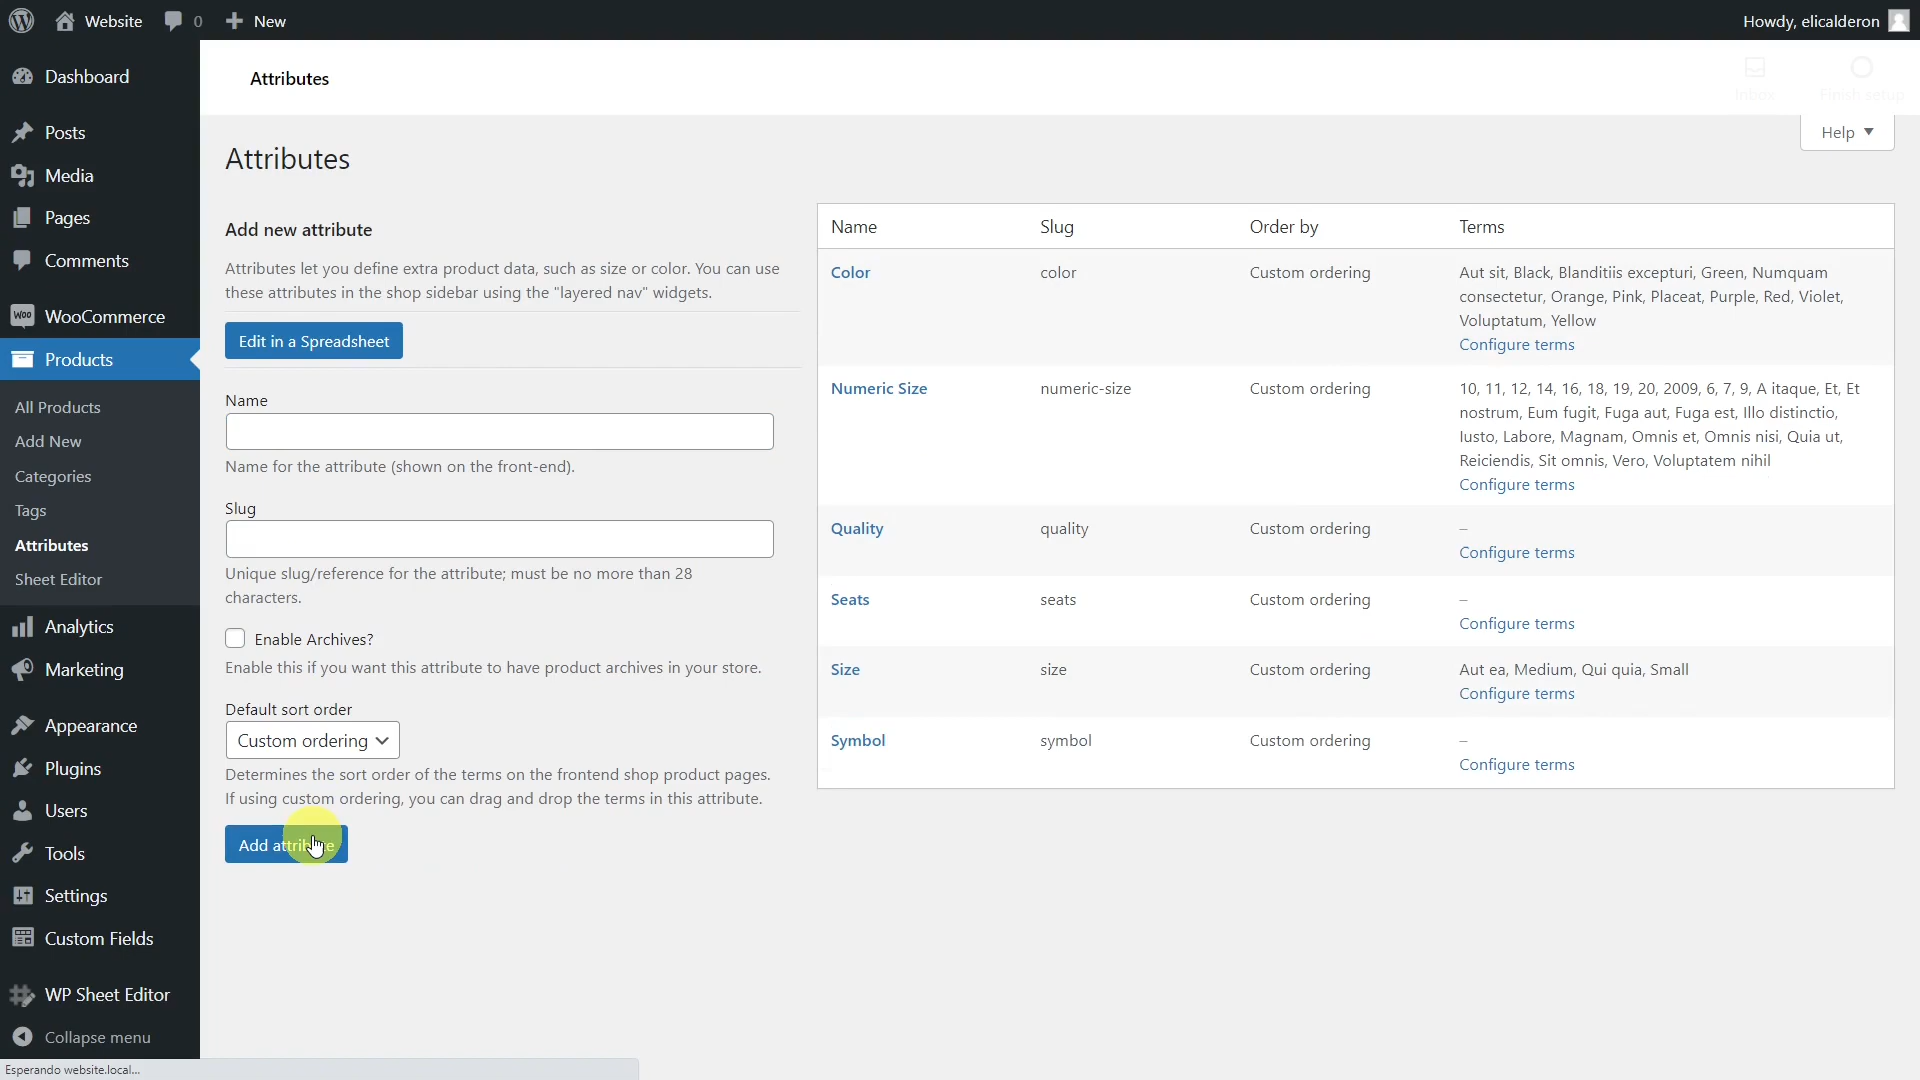 Website 0 New Howdy, elicalderon
Dashboard
Posts
Media
Pages
Comments
WooCommerce
Products
All Products
Add New
Categories
Tags
Attributes
Sheet Editor
Analytics
Marketing
Appearance
Plugins
Users
Tools
Settings
Custom Fields
WP Sheet Editor
Collapse menu
Esperando website.local...
Attributes
Inbox
Finish setup
Help
Attributes
Add new attribute
Attributes let you define extra product data, such as size or color. You can use
these attributes in the shop sidebar using the "layered nav" widgets.
Edit in a Spreadsheet
Name
Name for the attribute (shown on the front-end).
Slug
Unique slug/reference for the attribute; must be no more than 28
characters.
Enable Archives?
Enable this if you want this attribute to have product archives in your store.
Default sort order
Custom ordering
Determines the sort order of the terms on the frontend shop product pages.
If using custom ordering, you can drag and drop the terms in this attribute.
Add attribute
Name Slug Order by Terms
Color color Custom ordering Aut sit, Black, Blanditiis excepturi, Green, Numquam
consectetur, Orange, Pink, Placeat, Purple, Red, Violet,
Voluptatum, Yellow
Configure terms
Numeric Size numeric-size Custom ordering 10, 11, 12, 14, 16, 18, 19, 20, 2009, 6, 7, 9, A itaque, Et, Et
nostrum, Eum fugit, Fuga aut, Fuga est, Illo distinctio,
Iusto, Labore, Magnam, Omnis et, Omnis nisi, Quia ut,
Reiciendis, Sit omnis, Vero, Voluptatem nihil
Configure terms
Quality quality Custom ordering –
Configure terms
Seats seats Custom ordering –
Configure terms
Size size Custom ordering Aut ea, Medium, Qui quia, Small
Configure terms
Symbol symbol Custom ordering –
Configure terms